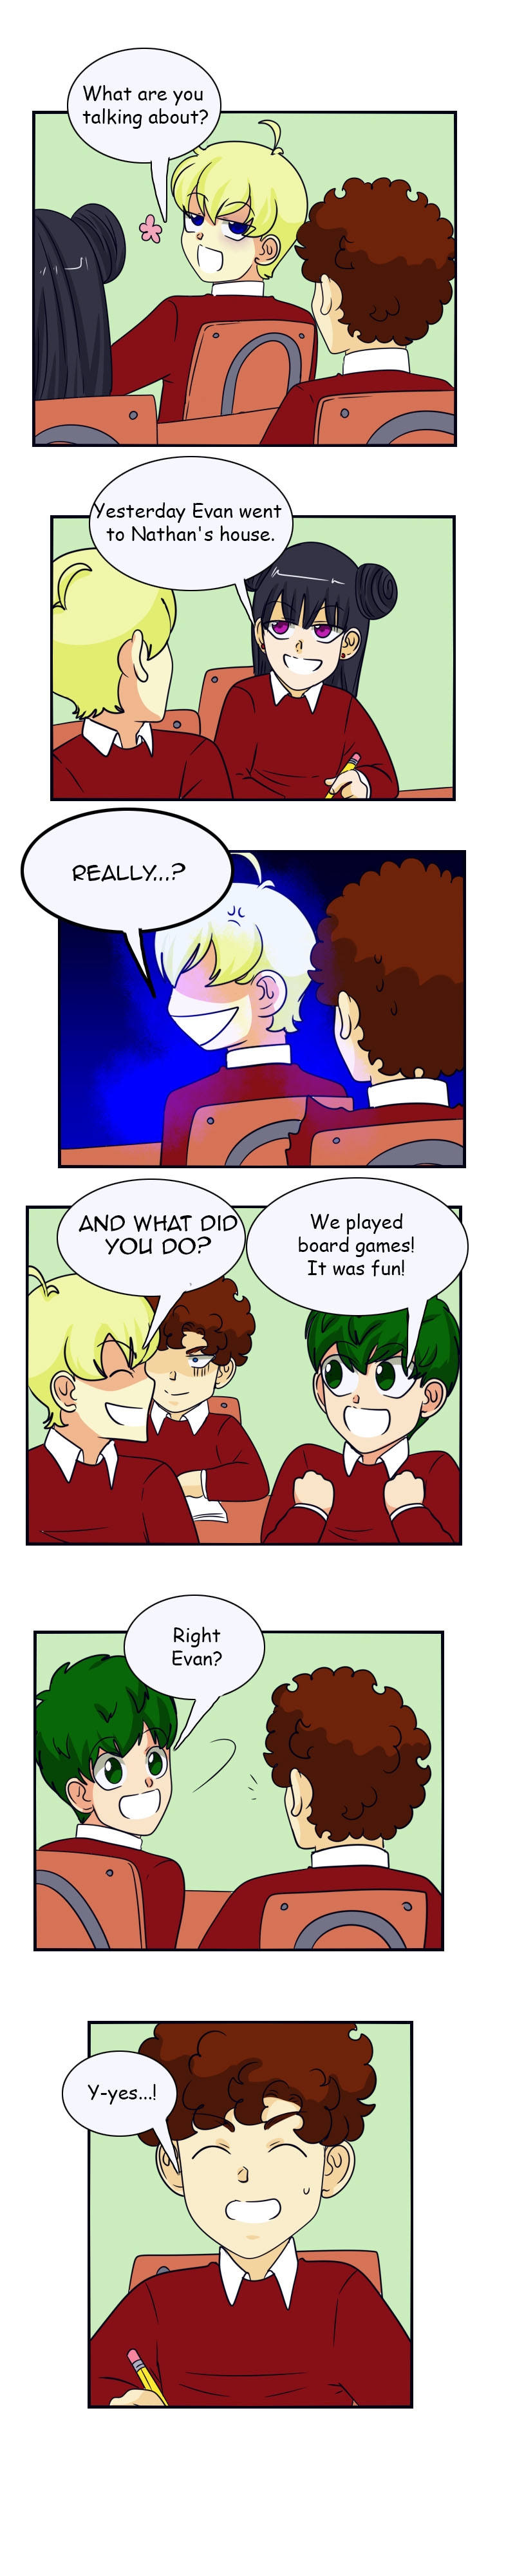 What are you
talking about?
Yesterday Evan went
to Nathan's house.
REALLY...?
AND WHAT DID
YOU DO?
We played
board games!
It was fun!
Right
Evan?
Y-yes...!